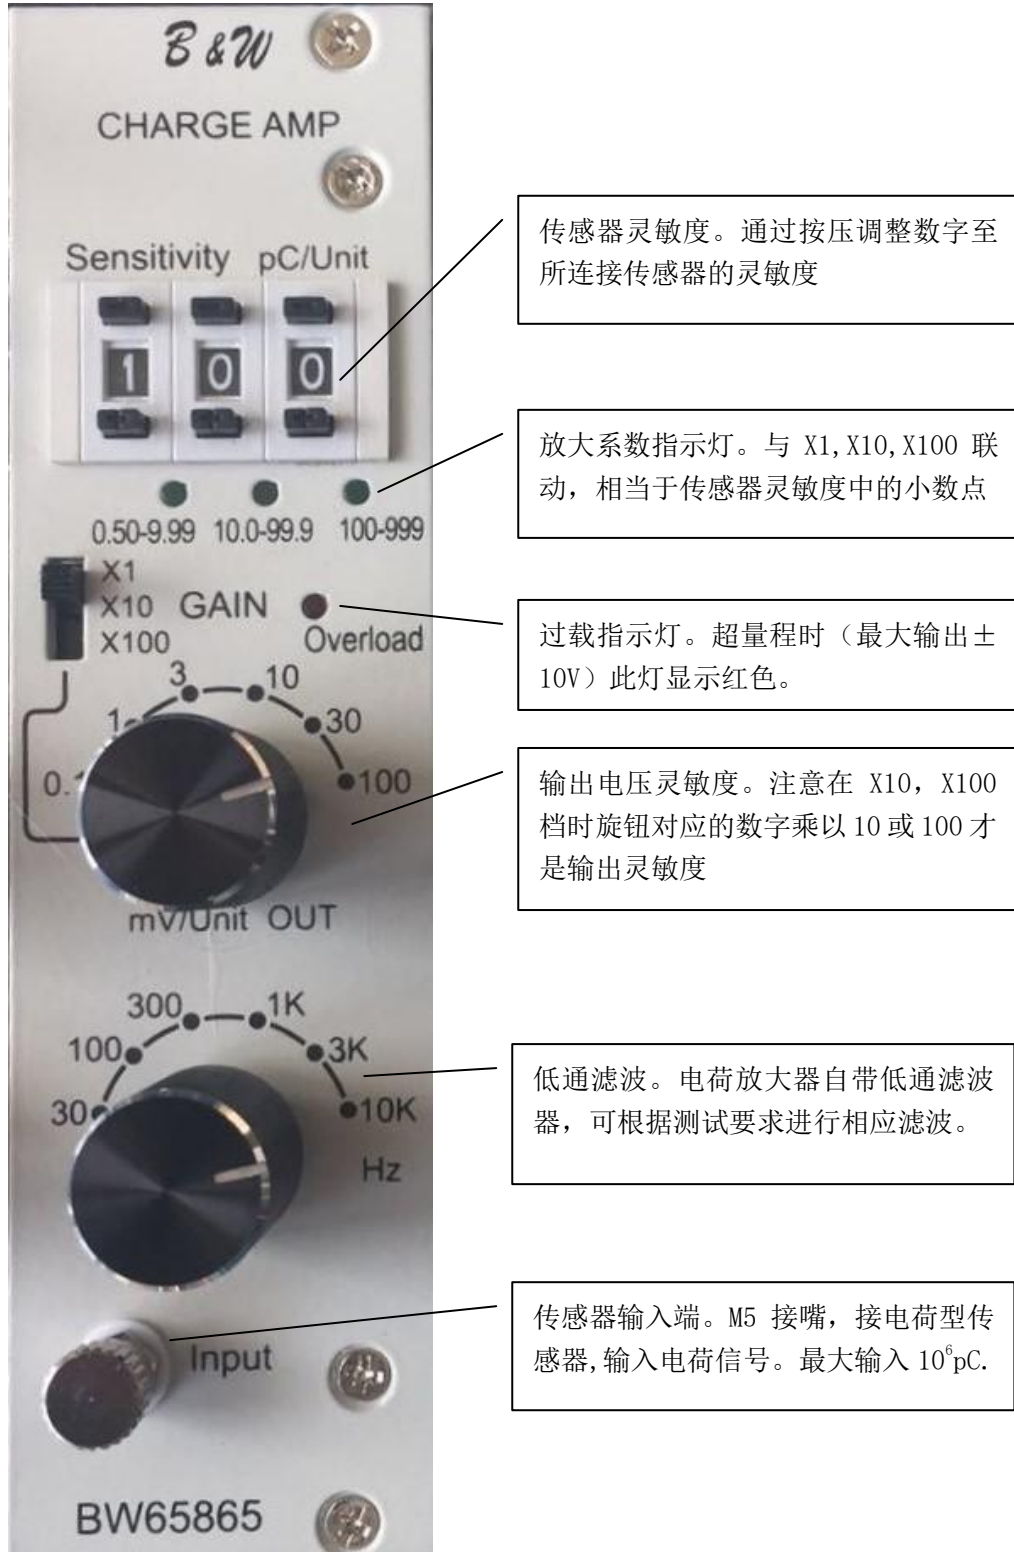 B & W
CHARGE AMP
Sensitivity pC/Unit
1 0 0
0.50-9.99 10.0-99.9 100-999
X1
X10 GAIN
X100 Overload
3 10
1 30
0. 100
mV/Unit OUT
300 1K
100 3K
30 10K
Hz
Input
BW65865
传感器灵敏度。通过按压调整数字至
所连接传感器的灵敏度
放大系数指示灯。与 X1,X10,X100 联
动，相当于传感器灵敏度中的小数点
过载指示灯。超量程时（最大输出±
10V）此灯显示红色。
输出电压灵敏度。注意在 X10，X100
档时旋钮对应的数字乘以 10 或 100 才
是输出灵敏度
低通滤波。电荷放大器自带低通滤波
器，可根据测试要求进行相应滤波。
传感器输入端。M5 接嘴，接电荷型传
感器,输入电荷信号。最大输入 10⁶pC.